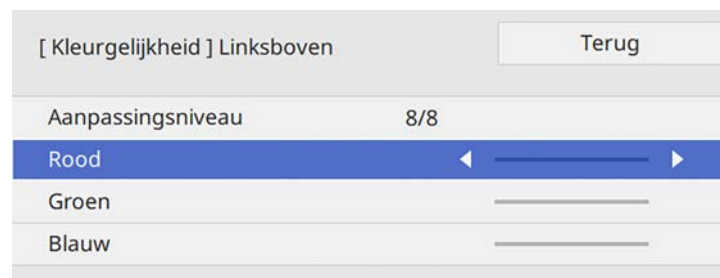 [ Kleurgelijkheid ] Linksboven Terug
Aanpassingsniveau 8/8
Rood
Groen
Blauw